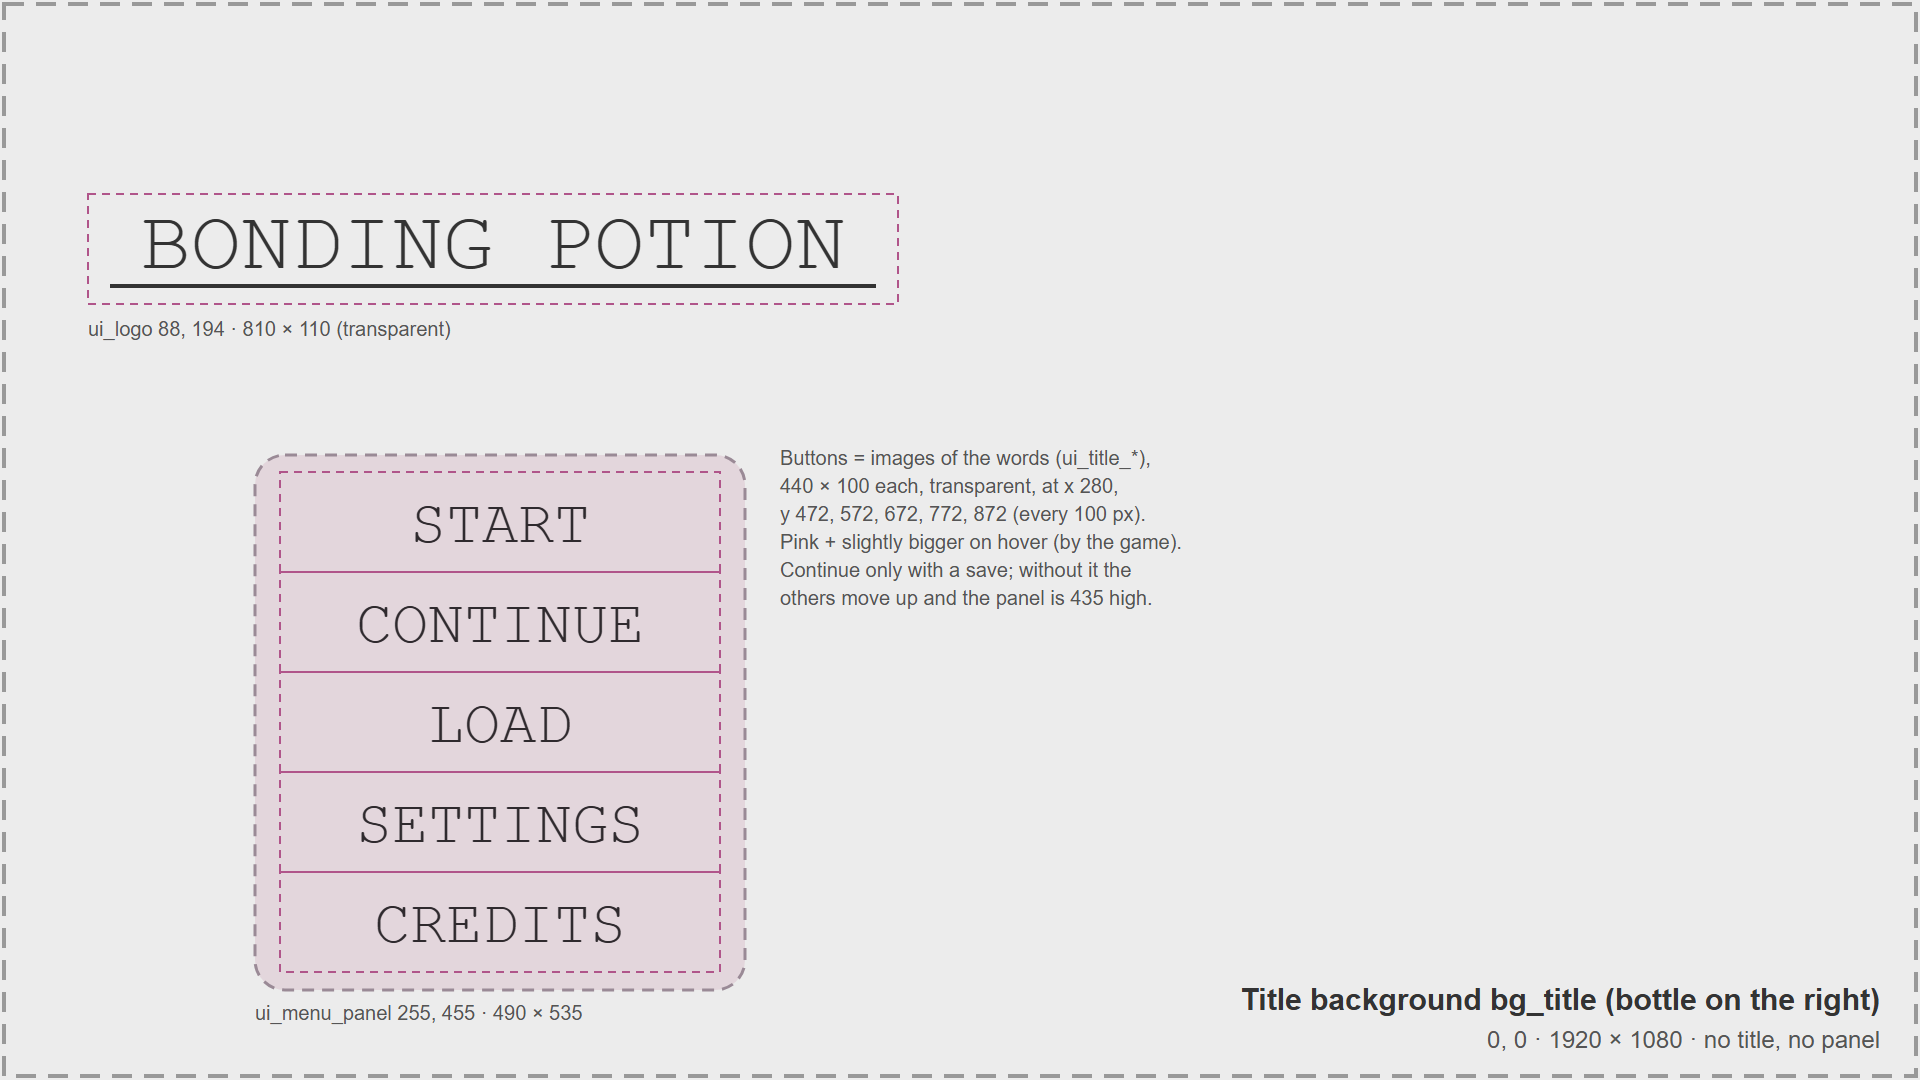 BONDING POTION
ui_logo 88, 194 · 810 × 110 (transparent)
START
CONTINUE
LOAD
SETTINGS
CREDITS
ui_menu_panel 255, 455 · 490 × 535
Buttons = images of the words (ui_title_*),
440 × 100 each, transparent, at x 280,
y 472, 572, 672, 772, 872 (every 100 px).
Pink + slightly bigger on hover (by the game).
Continue only with a save; without it the
others move up and the panel is 435 high.
Title background bg_title (bottle on the right)
0, 0 · 1920 × 1080 · no title, no panel